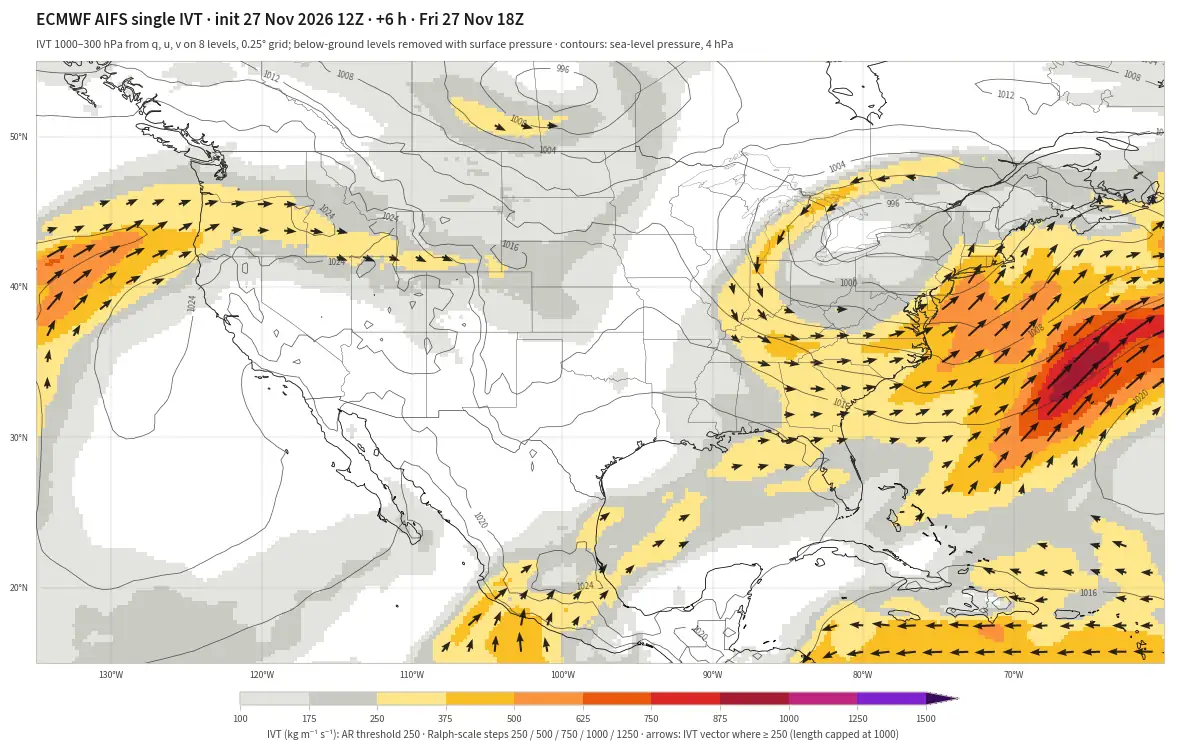 ECMWF AIFS single IVT · init 27 Nov 2026 12Z · +6 h · Fri 27 Nov 18Z
IVT 1000–300 hPa from q, u, v on 8 levels, 0.25° grid; below-ground levels removed with surface pressure · contours: sea-level pressure, 4 hPa
1012
1008
996
1008
1012
1008
1004
50°N
1004
996
1024
1024
1016
1024
40°N
1000
1024
1008
1016
1020
30°N
1020
1024
20°N
1016
1020
130°W
120°W
110°W
100°W
90°W
80°W
70°W
100
175
250
375
500
625
750
875
1000
1250
1500
IVT (kg m⁻¹ s⁻¹): AR threshold 250 · Ralph-scale steps 250 / 500 / 750 / 1000 / 1250 · arrows: IVT vector where ≥ 250 (length capped at 1000)